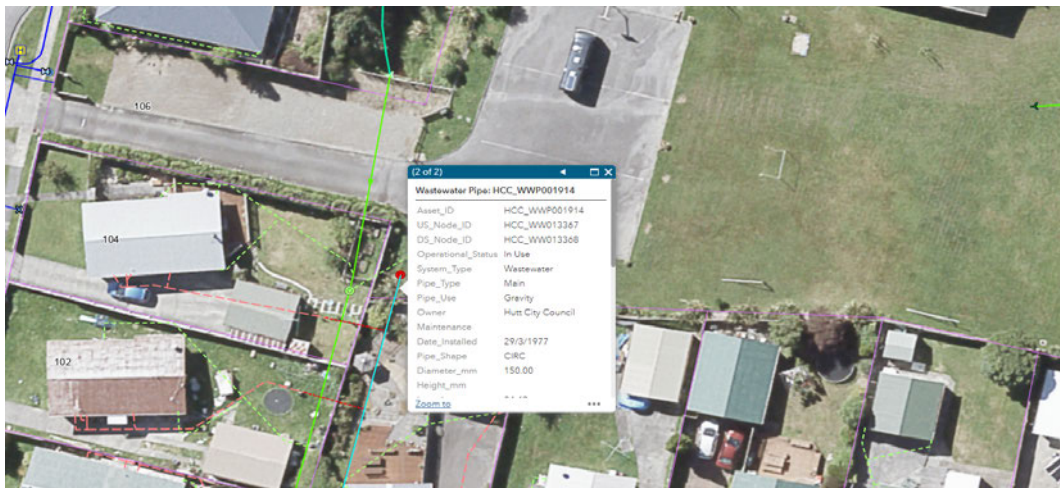 H
106
(2 of 2)
Wastewater Pipe: HCC_WWP001914
Asset_ID HCC_WWP001914
US_Node_ID HCC_WW013367
DS_Node_ID HCC_WW013368
Operational_Status In Use
System_Type Wastewater
Pipe_Type Main
Pipe_Use Gravity
Owner Hutt City Council
Maintenance
Date_Installed 29/3/1977
Pipe_Shape CIRC
Diameter_mm 150.00
Height_mm
Zoom to
104
102